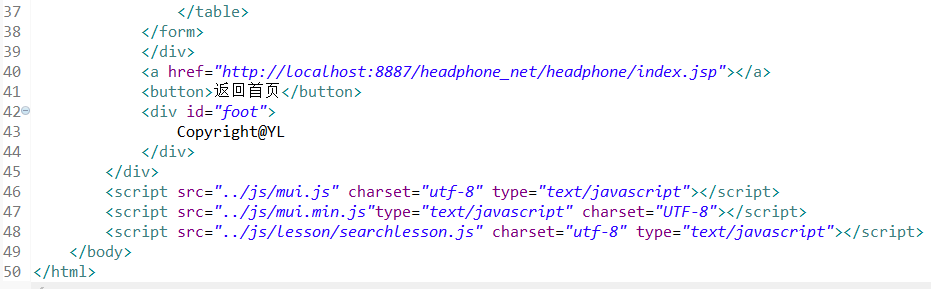 37 </table>
38 </form>
39 </div>
40 <a href="http://localhost:8887/headphone_net/headphone/index.jsp"></a>
41 <button>返回首页</button>
42 <div id="foot">
43 Copyright@YL
44 </div>
45 </div>
46 <script src="../js/mui.js" charset="utf-8" type="text/javascript"></script>
47 <script src="../js/mui.min.js"type="text/javascript" charset="UTF-8"></script>
48 <script src="../js/lesson/searchlesson.js" charset="utf-8" type="text/javascript"></script>
49 </body>
50 </html>